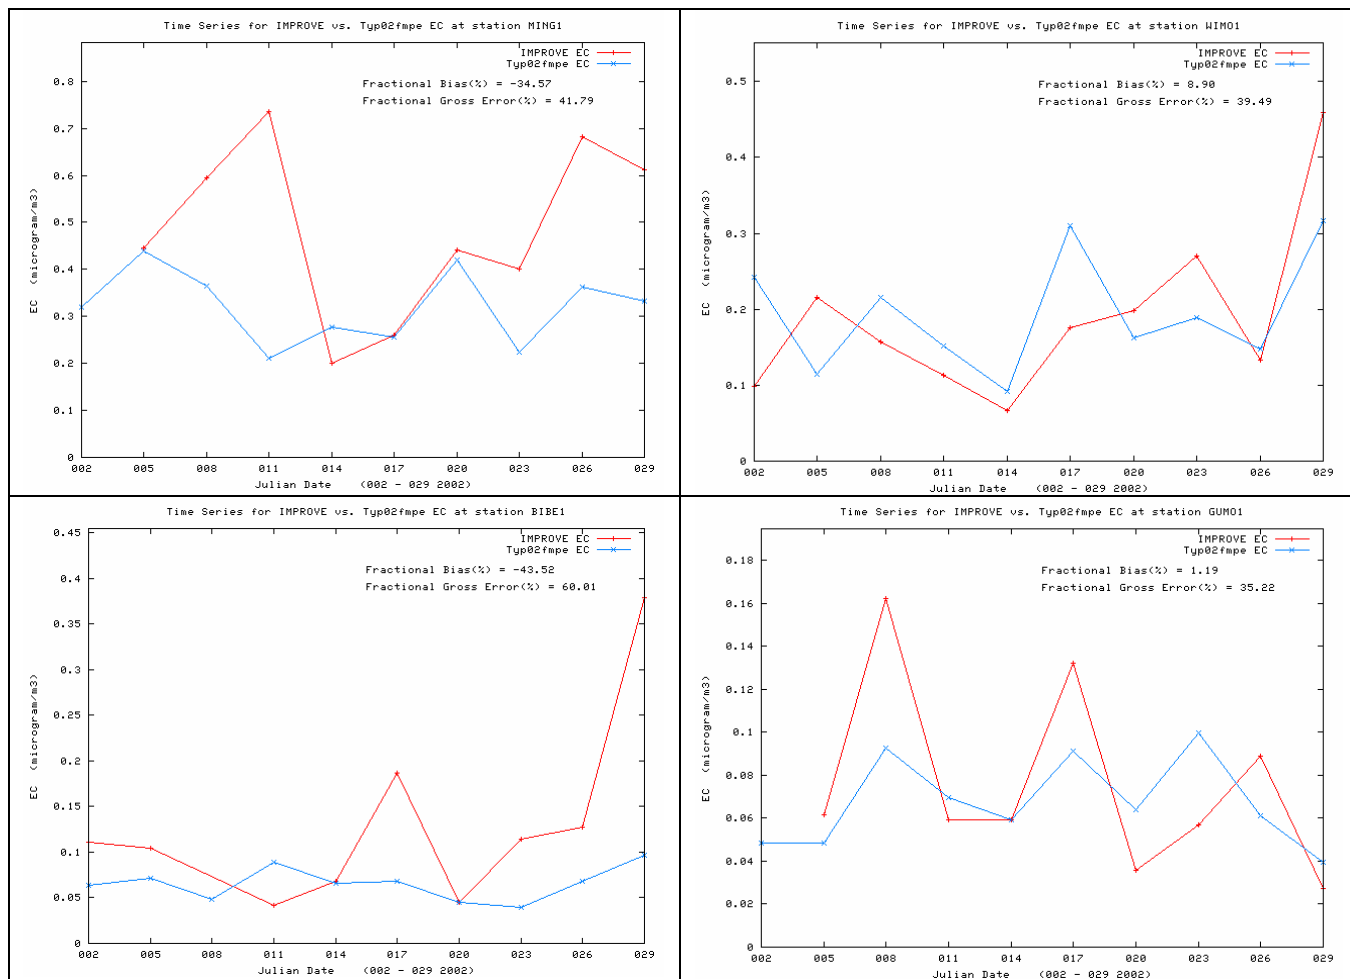 Time Series for IMPROVE vs. Typ02fmpe EC at station MING1
IMPROVE EC
Typ02fmpe EC
Fractional Bias(%) = -34.57
Fractional Gross Error(%) = 41.79
0.8
0.7
0.6
0.5
0.4
0.3
0.2
0.1
0
EC (microgram/m3)
002 005 008 011 014 017 020 023 026 029
Julian Date (002 - 029 2002)
Time Series for IMPROVE vs. Typ02fmpe EC at station WIMO1
IMPROVE EC
Typ02fmpe EC
Fractional Bias(%) = 8.90
Fractional Gross Error(%) = 39.49
0.5
0.4
0.3
0.2
0.1
0
EC (microgram/m3)
002 005 008 011 014 017 020 023 026 029
Julian Date (002 - 029 2002)
Time Series for IMPROVE vs. Typ02fmpe EC at station BIBE1
IMPROVE EC
Typ02fmpe EC
Fractional Bias(%) = -43.52
Fractional Gross Error(%) = 60.01
0.45
0.4
0.35
0.3
0.25
0.2
0.15
0.1
0.05
0
EC (microgram/m3)
002 005 008 011 014 017 020 023 026 029
Julian Date (002 - 029 2002)
Time Series for IMPROVE vs. Typ02fmpe EC at station GUMO1
IMPROVE EC
Typ02fmpe EC
Fractional Bias(%) = 1.19
Fractional Gross Error(%) = 35.22
0.18
0.16
0.14
0.12
0.1
0.08
0.06
0.04
0.02
0
EC (microgram/m3)
002 005 008 011 014 017 020 023 026 029
Julian Date (002 - 029 2002)